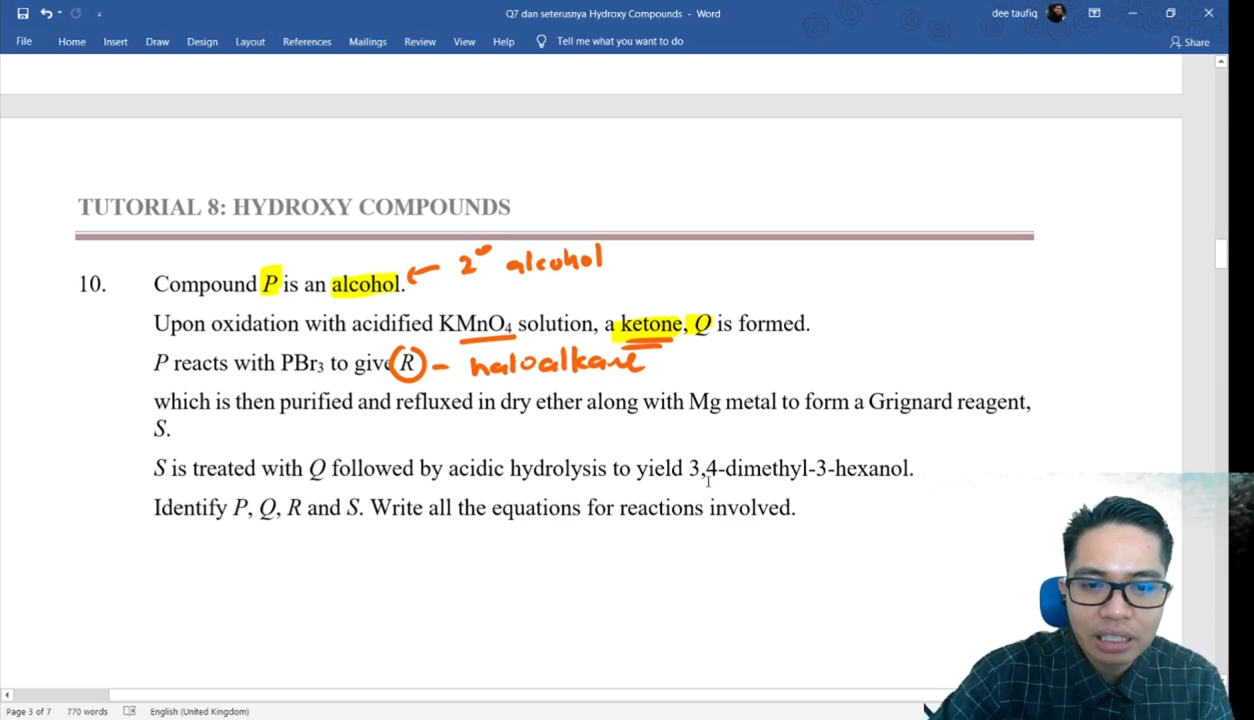 Q7 dan seterusnya Hydroxy Compounds - Word
dee taufiq
File Home Insert Draw Design Layout References Mailings Review View Help Tell me what you want to do Share
TUTORIAL 8: HYDROXY COMPOUNDS
2° alcohol
10. Compound P is an alcohol.
Upon oxidation with acidified KMnO₄ solution, a ketone, Q is formed.
P reacts with PBr₃ to give R - haloalkane
which is then purified and refluxed in dry ether along with Mg metal to form a Grignard reagent,
S.
S is treated with Q followed by acidic hydrolysis to yield 3,4-dimethyl-3-hexanol.
Identify P, Q, R and S. Write all the equations for reactions involved.
Page 3 of 7 770 words English (United Kingdom)